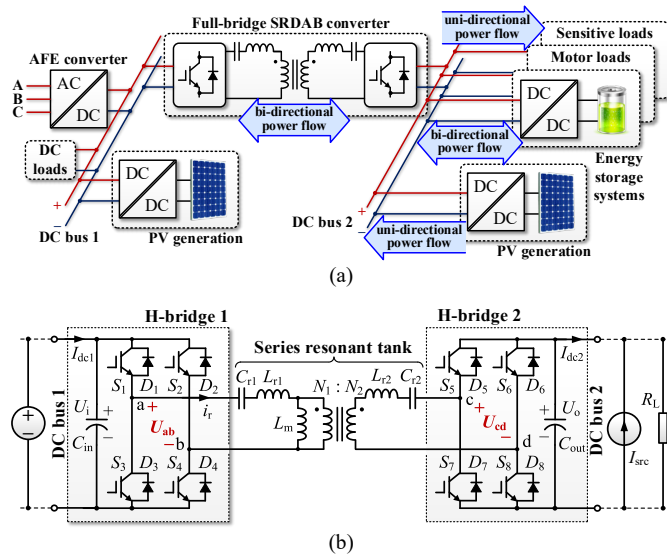 Full-bridge SRDAB converter
uni-directional
power flow
Sensitive loads
Motor loads
AFE converter
A
B
C
AC
DC
bi-directional
power flow
DC
DC
bi-directional
power flow
Energy
storage
systems
DC
loads
DC
DC
+
−
DC bus 1
PV generation
DC bus 2
+
−
uni-directional
power flow
DC
DC
PV generation
(a)
H-bridge 1
H-bridge 2
Series resonant tank
DC bus 1
Idc1
Ui
+
−
Cin
S1
D1
S2
D2
a
+
Uab
−
b
ir
S3
D3
S4
D4
Cr1
Lr1
Lm
N1 : N2
Lr2
Cr2
S5
D5
S6
D6
c
+
Ucd
−
d
S7
D7
S8
D8
Idc2
Uo
+
−
Cout
DC bus 2
Isrc
RL
(b)